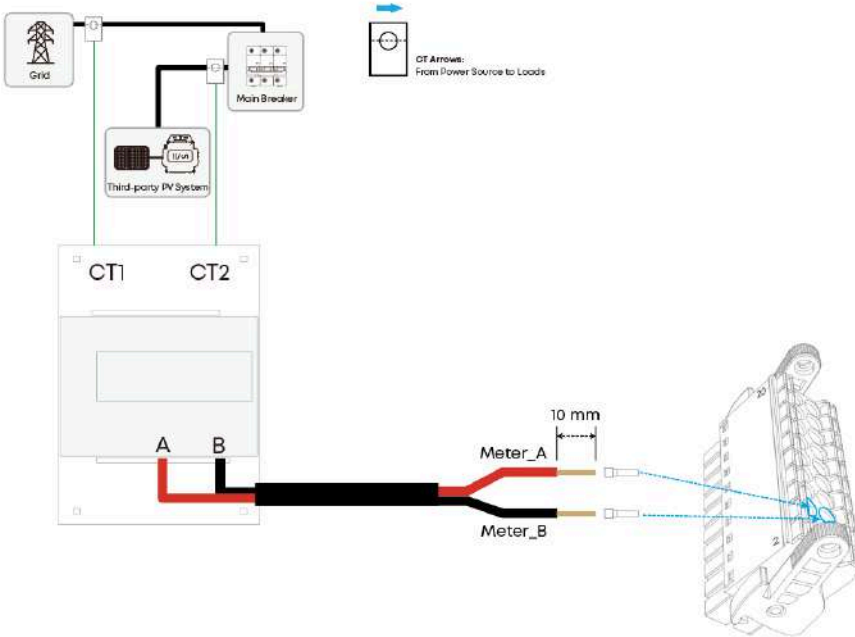 Grid
Main Breaker
CT Arrows:
From Power Source to Loads
Third-party PV System
CT1
CT2
10 mm
A
B
Meter_A
Meter_B
20
2